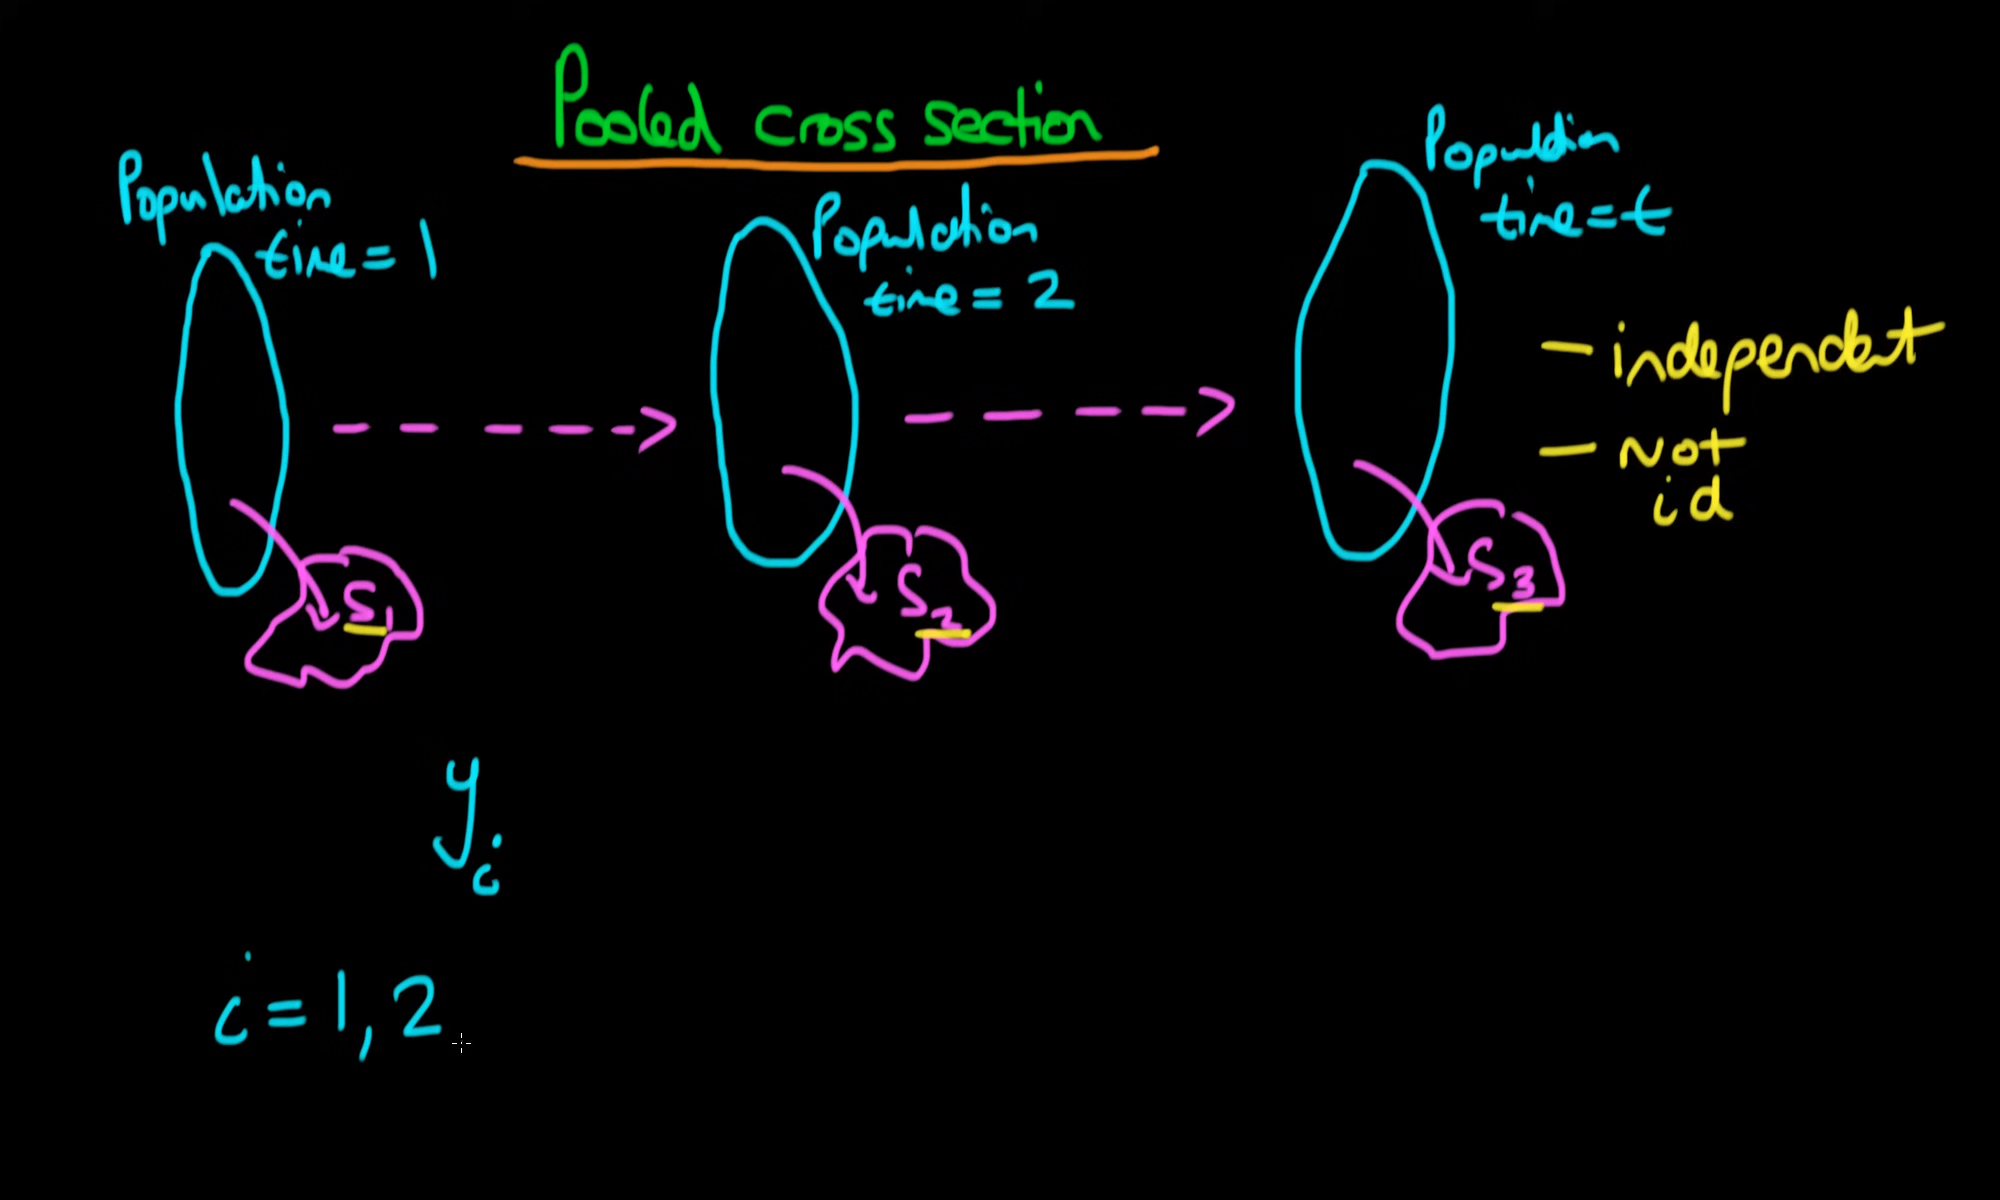 Pooled cross section
Population
time = 1
Population
time = 2
Population
time = t
- independent
- not
id
S1
S2
S3
yi
i = 1, 2